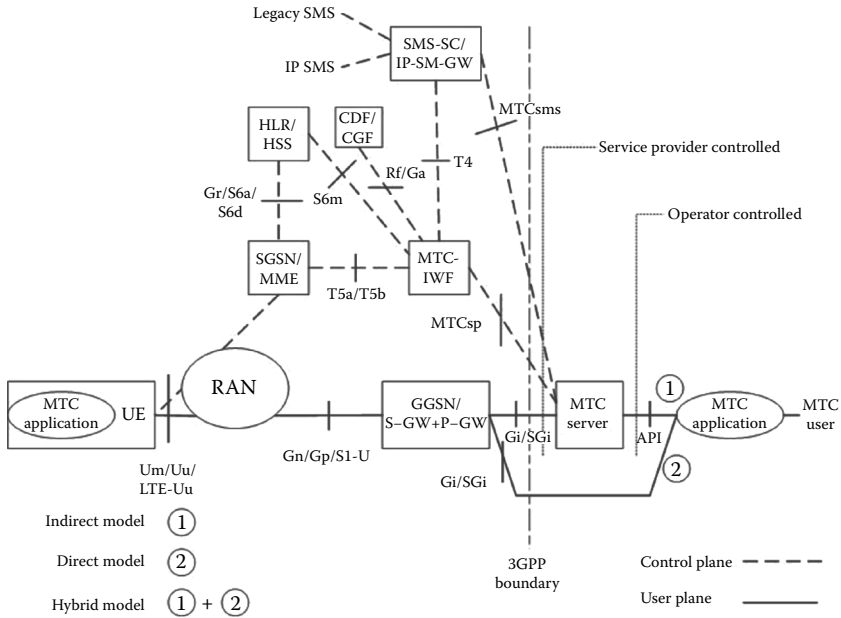 Legacy SMS
IP SMS
SMS-SC/
IP-SM-GW
MTCsms
HLR/
HSS
CDF/
CGF
T4
Service provider controlled
Gr/S6a/
S6d
S6m
Rf/Ga
Operator controlled
SGSN/
MME
MTC-
IWF
T5a/T5b
MTCsp
RAN
MTC
application
UE
GGSN/
S–GW+P–GW
MTC
server
1
MTC
application
MTC
user
Gi/SGi
API
Gn/Gp/S1-U
Um/Uu/
LTE-Uu
Gi/SGi
2
Indirect model 1
Direct model 2
Hybrid model 1 + 2
3GPP
boundary
Control plane
User plane